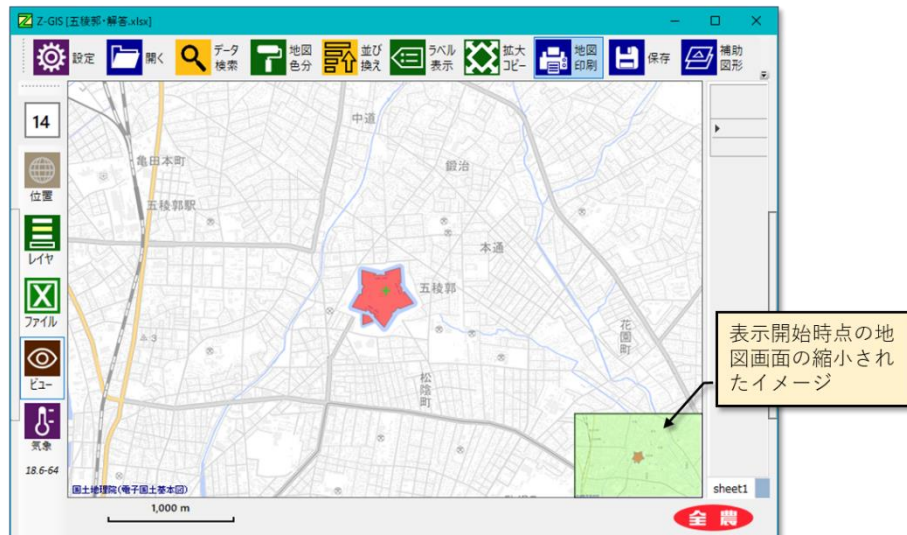 Z-GIS [五稜郭・解答.xlsx]
設定
開く
データ
検索
地図
色分
並び
換え
ラベル
表示
拡大
コピー
地図
印刷
保存
補助
図形
14
位置
レイヤ
ファイル
ビュー
気象
18.6-64
中道
亀田本町
鍛治
五稜郭駅
本通
五稜郭
花園町
松陰町
表示開始時点の地
図画面の縮小され
たイメージ
国土地理院(電子国土基本図)
sheet1
1,000 m
全農